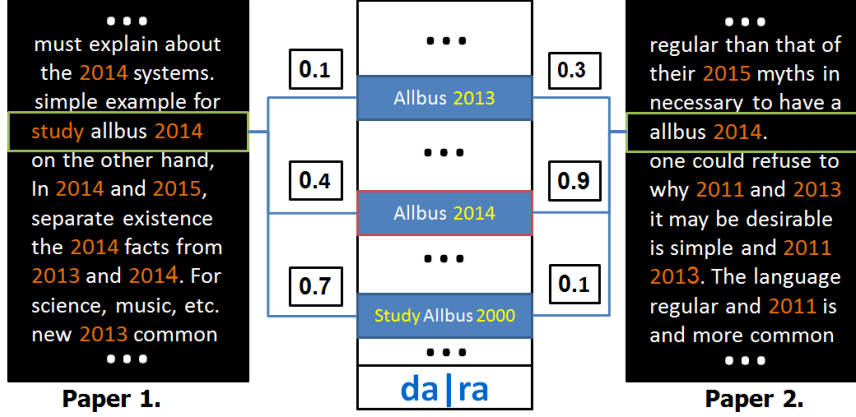 must explain about
the 2014 systems.
simple example for
study allbus 2014
on the other hand,
In 2014 and 2015,
separate existence
the 2014 facts from
2013 and 2014. For
science, music, etc.
new 2013 common
Paper 1.
0.1
0.4
0.7
Allbus 2013
Allbus 2014
Study Allbus 2000
da|ra
0.3
0.9
0.1
regular than that of
their 2015 myths in
necessary to have a
allbus 2014.
one could refuse to
why 2011 and 2013
it may be desirable
is simple and 2011
2013. The language
regular and 2011 is
and more common
Paper 2.